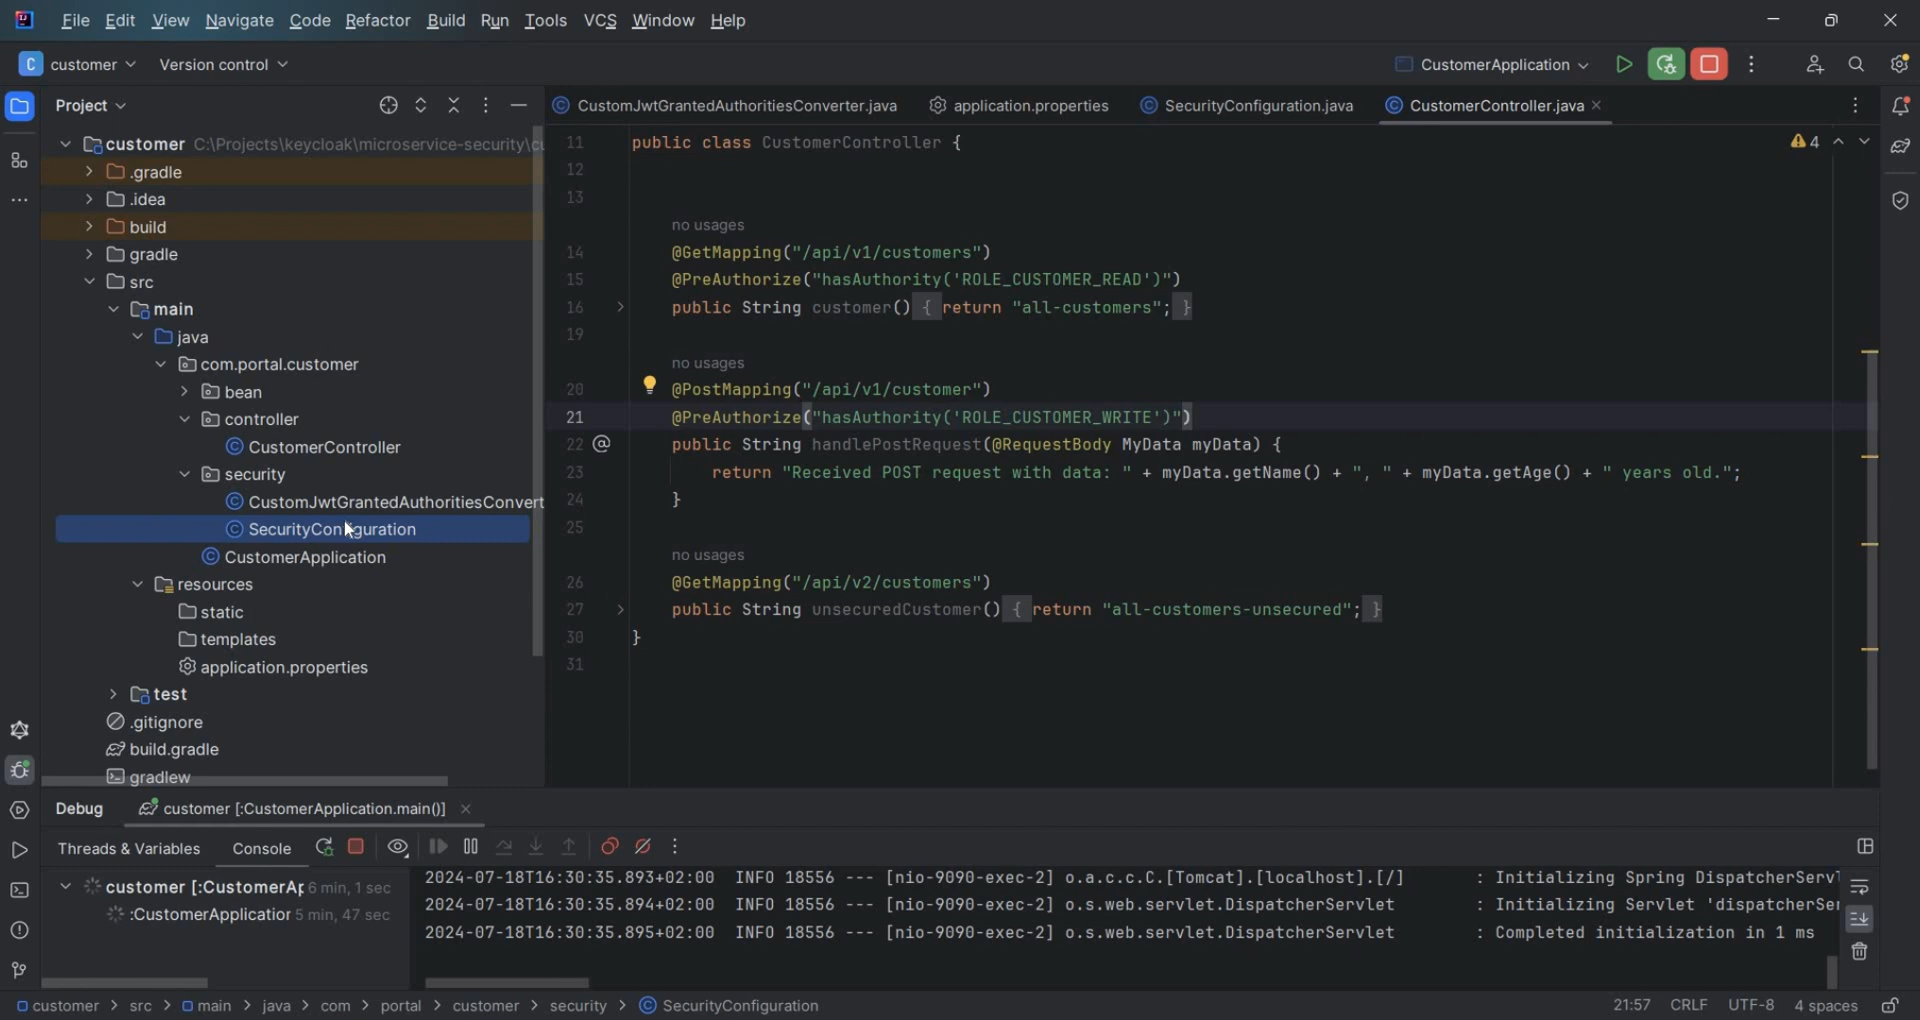 File Edit View Navigate Code Refactor Build Run Tools VCS Window Help
C customer Version control CustomerApplication
Project
CustomJwtGrantedAuthoritiesConverter.java application.properties SecurityConfiguration.java CustomerController.java
customer C:\Projects\keycloak\microservice-security\cu
.gradle
.idea
build
gradle
src
main
java
com.portal.customer
bean
controller
CustomerController
security
CustomJwtGrantedAuthoritiesConvert
SecurityConfiguration
CustomerApplication
resources
static
templates
application.properties
test
.gitignore
build.gradle
gradlew
11 public class CustomerController { 4
12
13
no usages
14 @GetMapping("/api/v1/customers")
15 @PreAuthorize("hasAuthority('ROLE_CUSTOMER_READ')")
16 public String customer() { return "all-customers"; }
19
no usages
20 @PostMapping("/api/v1/customer")
21 @PreAuthorize("hasAuthority('ROLE_CUSTOMER_WRITE')")
22 @ public String handlePostRequest(@RequestBody MyData myData) {
23 return "Received POST request with data: " + myData.getName() + ", " + myData.getAge() + " years old.";
24 }
25
no usages
26 @GetMapping("/api/v2/customers")
27 public String unsecuredCustomer() { return "all-customers-unsecured"; }
30 }
31
Debug customer [:CustomerApplication.main()]
Threads & Variables Console
customer [:CustomerAp 6 min, 1 sec
:CustomerApplication 5 min, 47 sec
2024-07-18T16:30:35.893+02:00 INFO 18556 --- [nio-9090-exec-2] o.a.c.c.C.[Tomcat].[localhost].[/] : Initializing Spring DispatcherServl
2024-07-18T16:30:35.894+02:00 INFO 18556 --- [nio-9090-exec-2] o.s.web.servlet.DispatcherServlet : Initializing Servlet 'dispatcherSer
2024-07-18T16:30:35.895+02:00 INFO 18556 --- [nio-9090-exec-2] o.s.web.servlet.DispatcherServlet : Completed initialization in 1 ms
customer > src > main > java > com > portal > customer > security > SecurityConfiguration 21:57 CRLF UTF-8 4 spaces